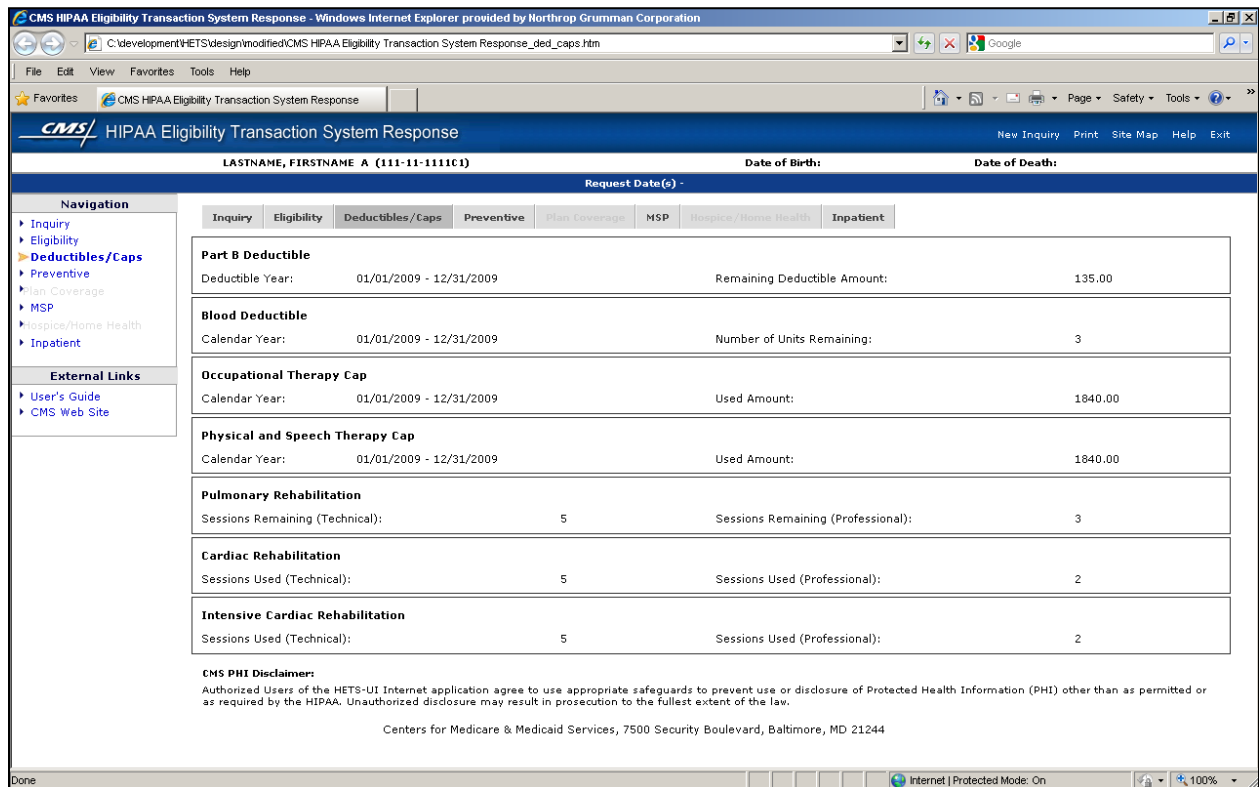 CMS HIPAA Eligibility Transaction System Response - Windows Internet Explorer provided by Northrop Grumman Corporation
C:\development\HETS\design\modified\CMS HIPAA Eligibility Transaction System Response_ded_caps.htm
Google
File Edit View Favorites Tools Help
Favorites CMS HIPAA Eligibility Transaction System Response Page Safety Tools
CMS HIPAA Eligibility Transaction System Response New Inquiry Print Site Map Help Exit
LASTNAME, FIRSTNAME A (111-11-1111C1) Date of Birth: Date of Death:
Request Date(s) -
Navigation
Inquiry
Eligibility
Deductibles/Caps
Preventive
Plan Coverage
MSP
Hospice/Home Health
Inpatient
External Links
User's Guide
CMS Web Site
Inquiry Eligibility Deductibles/Caps Preventive Plan Coverage MSP Hospice/Home Health Inpatient
Part B Deductible
Deductible Year: 01/01/2009 - 12/31/2009 Remaining Deductible Amount: 135.00
Blood Deductible
Calendar Year: 01/01/2009 - 12/31/2009 Number of Units Remaining: 3
Occupational Therapy Cap
Calendar Year: 01/01/2009 - 12/31/2009 Used Amount: 1840.00
Physical and Speech Therapy Cap
Calendar Year: 01/01/2009 - 12/31/2009 Used Amount: 1840.00
Pulmonary Rehabilitation
Sessions Remaining (Technical): 5 Sessions Remaining (Professional): 3
Cardiac Rehabilitation
Sessions Used (Technical): 5 Sessions Used (Professional): 2
Intensive Cardiac Rehabilitation
Sessions Used (Technical): 5 Sessions Used (Professional): 2
CMS PHI Disclaimer:
Authorized Users of the HETS-UI Internet application agree to use appropriate safeguards to prevent use or disclosure of Protected Health Information (PHI) other than as permitted or
as required by the HIPAA. Unauthorized disclosure may result in prosecution to the fullest extent of the law.
Centers for Medicare & Medicaid Services, 7500 Security Boulevard, Baltimore, MD 21244
Done Internet | Protected Mode: On 100%